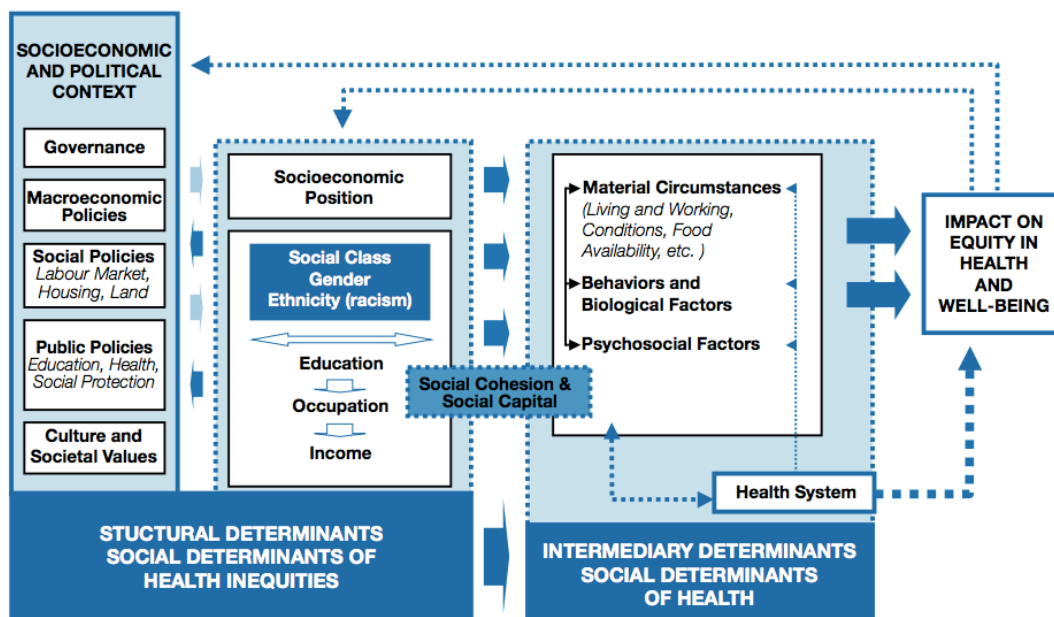 SOCIOECONOMIC
AND POLITICAL
CONTEXT
Governance
Macroeconomic
Policies
Social Policies
Labour Market,
Housing, Land
Public Policies
Education, Health,
Social Protection
Culture and
Societal Values
Socioeconomic
Position
Social Class
Gender
Ethnicity (racism)
Education
Occupation
Income
Social Cohesion &
Social Capital
Material Circumstances
(Living and Working,
Conditions, Food
Availability, etc. )
Behaviors and
Biological Factors
Psychosocial Factors
Health System
IMPACT ON
EQUITY IN
HEALTH
AND
WELL-BEING
STUCTURAL DETERMINANTS
SOCIAL DETERMINANTS OF
HEALTH INEQUITIES
INTERMEDIARY DETERMINANTS
SOCIAL DETERMINANTS
OF HEALTH